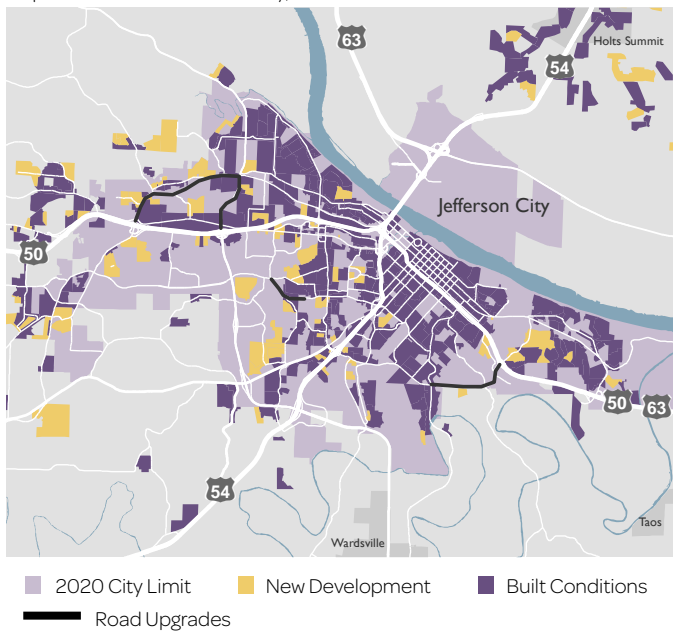 63
Holts Summit
54
Jefferson City
50
50
63
54
Taos
Wardsville
2020 City Limit
New Development
Built Conditions
Road Upgrades